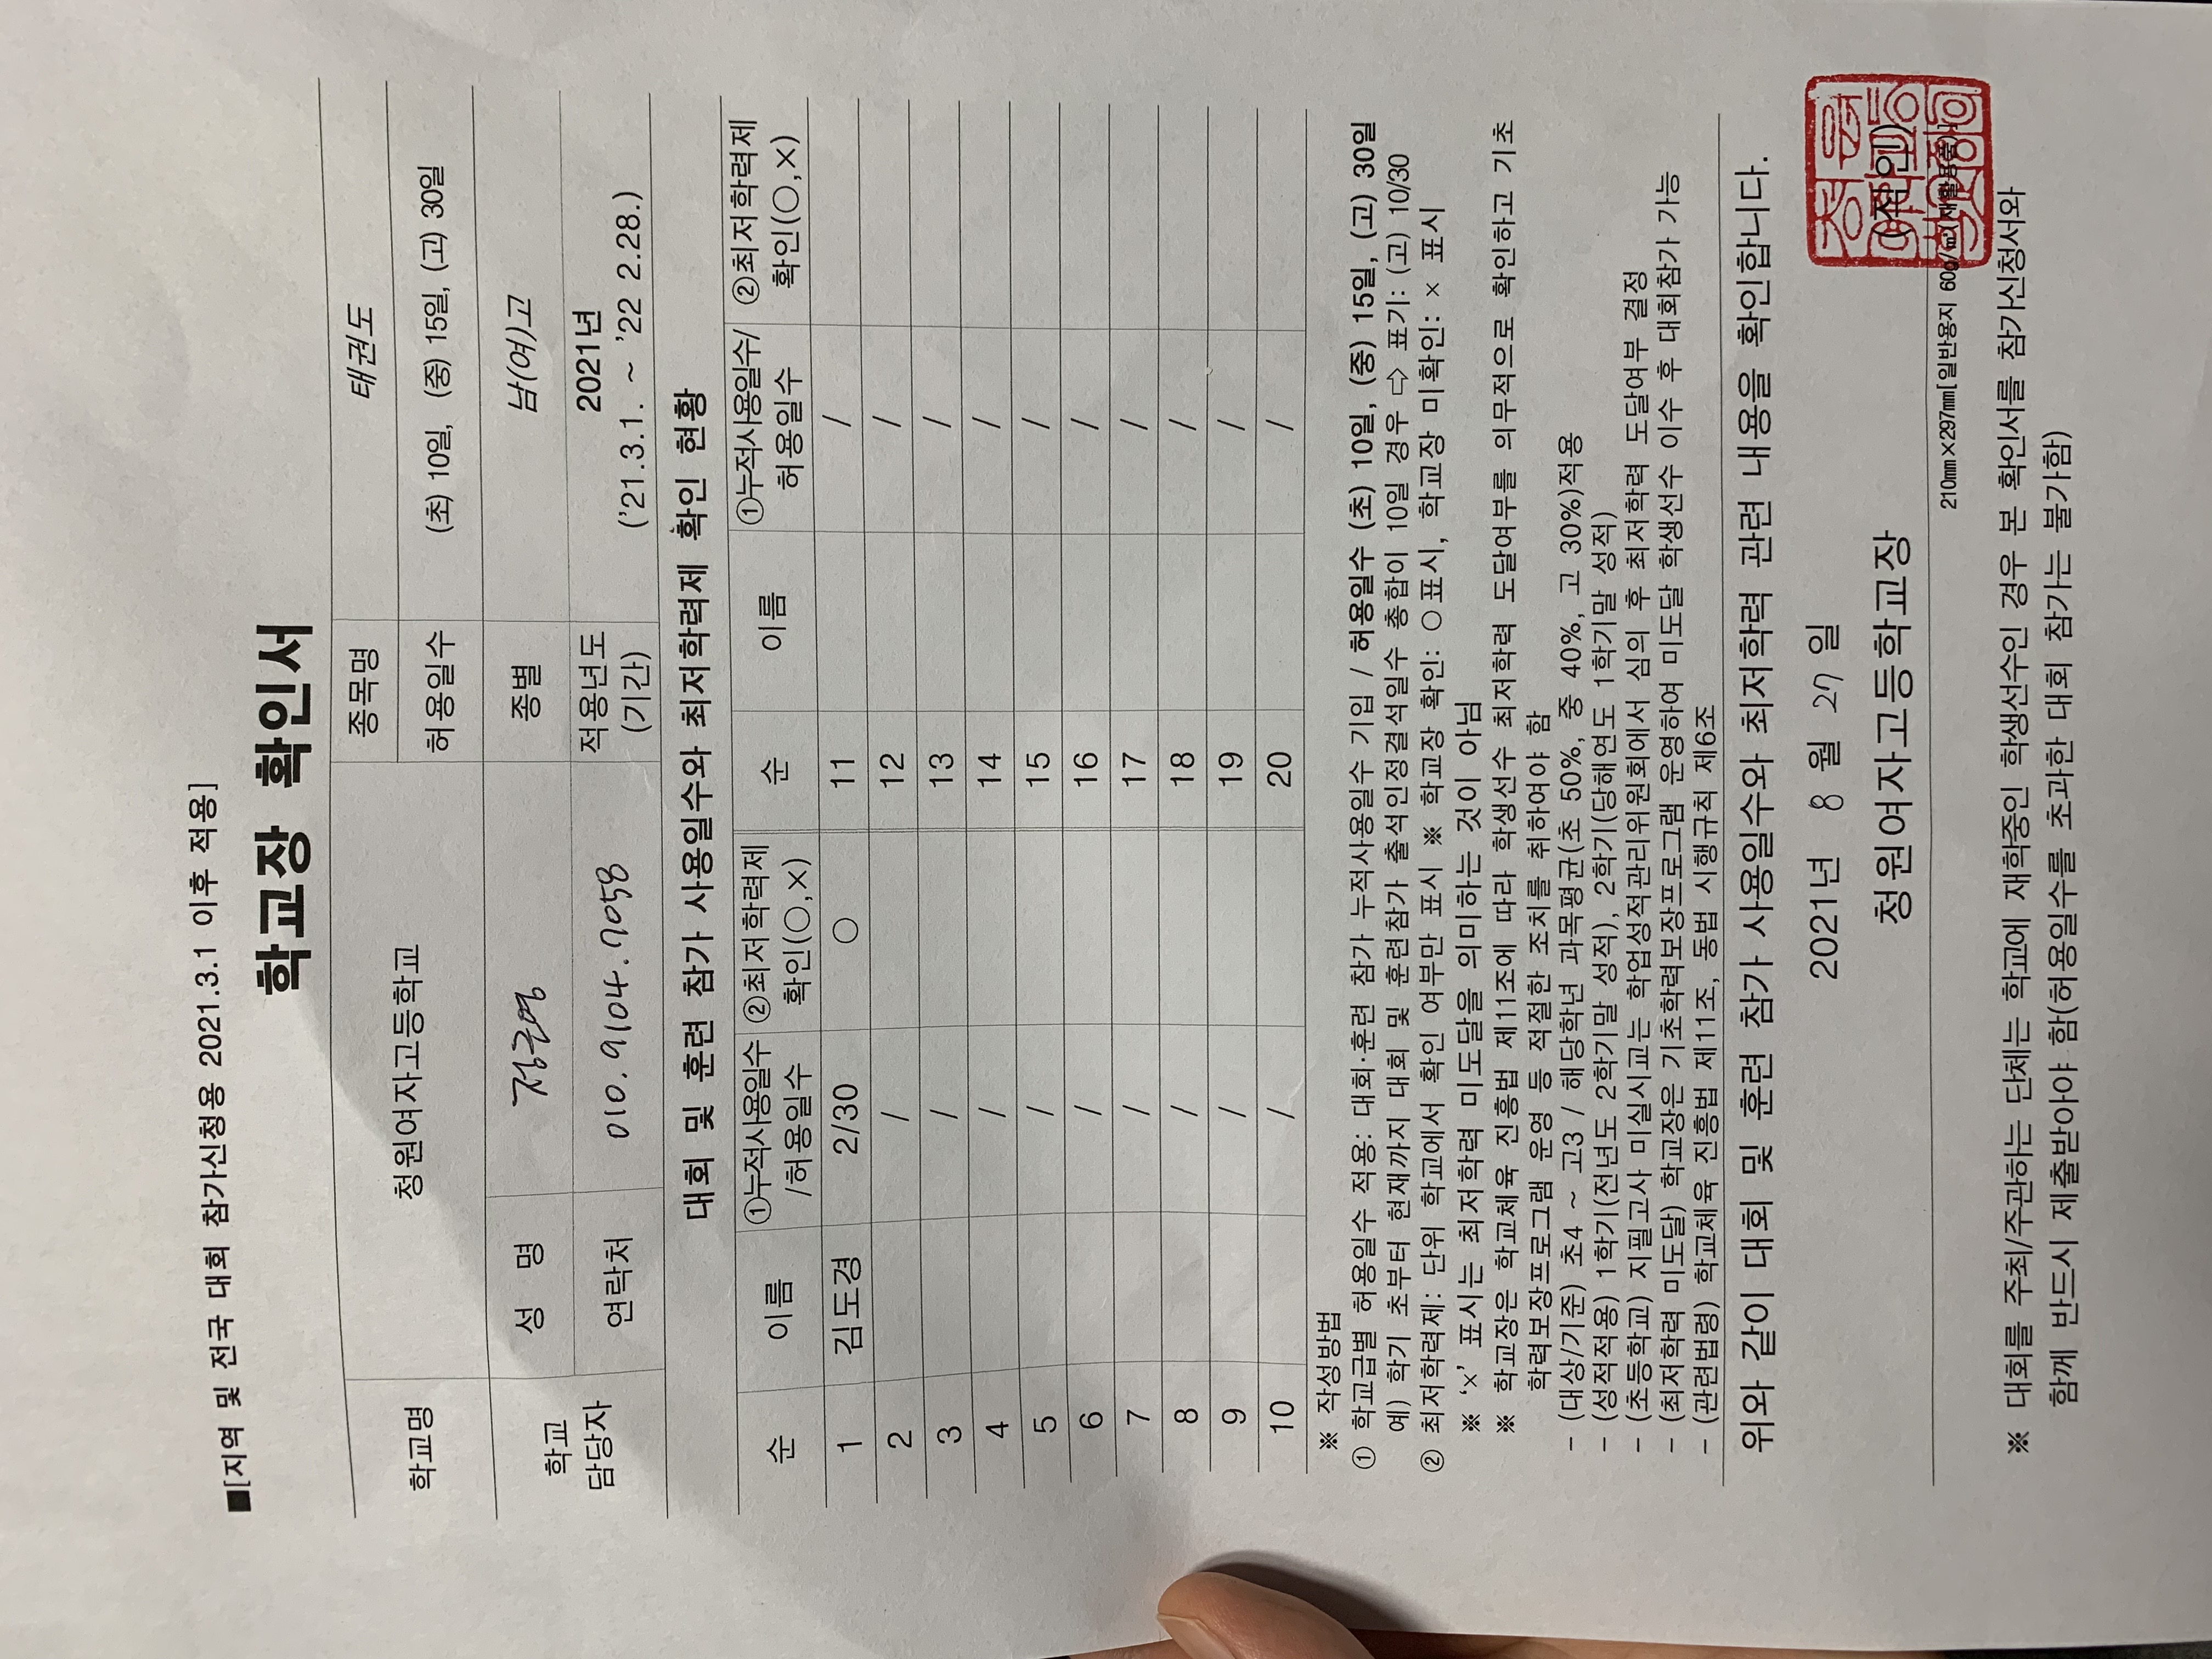 ■[지역 및 전국 대회 참가신청용 2021.3.1 이후 적용]
학교장 확인서
학교명 청원여자고등학교 종목명 태권도
허용일수 (초) 10일, (중) 15일, (고) 30일
학교 담당자 성 명 종별 남(여)고
연락처 010.9104.7058 적용년도 (기간) 2021년 ('21.3.1. ~ '22 2.28.)
대회 및 훈련 참가 사용일수와 최저학력제 확인 현황
순 이름 ①누적사용일수/허용일수 ②최저학력제 확인(○,×) 순 이름 ①누적사용일수/허용일수 ②최저학력제 확인(○,×)
1 김도경 2/30 ○ 11 /
2 / 12 /
3 / 13 /
4 / 14 /
5 / 15 /
6 / 16 /
7 / 17 /
8 / 18 /
9 / 19 /
10 / 20 /
※ 작성방법
① 학교급별 허용일수 적용: 대회·훈련 참가 누적사용일수 기입 / 허용일수 (초) 10일, (중) 15일, (고) 30일
예) 학기 초부터 현재까지 대회 및 훈련참가 출석인정결석일수 총합이 10일 경우 ⇨ 표기: (고) 10/30
② 최저학력제: 단위 학교에서 확인 여부만 표시 ※ 학교장 확인: ○표시, 학교장 미확인: × 표시
※ '×' 표시는 최저학력 미도달을 의미하는 것이 아님
※ 학교장은 학교체육 진흥법 제11조에 따라 학생선수 최저학력 도달여부를 의무적으로 확인하고 기초
학력보장프로그램 운영 등 적절한 조치를 취하여야 함
- (대상/기준) 초4 ~ 고3 / 해당학년 과목평균(초 50%, 중 40%, 고 30%)적용
- (성적적용) 1학기(전년도 2학기말 성적), 2학기(당해연도 1학기말 성적)
- (초등학교) 지필고사 미실시교는 학업성적관리위원회에서 심의 후 최저학력 도달여부 결정
- (최저학력 미도달) 학교장은 기초학력보장프로그램 운영하여 미도달 학생선수 이수 후 대회참가 가능
- (관련법령) 학교체육 진흥법 제11조, 동법 시행규칙 제6조
위와 같이 대회 및 훈련 참가 사용일수와 최저학력 관련 내용을 확인합니다.
2021년 8 월 27 일
청원여자고등학교장 (직인)
210㎜×297㎜[일반용지 60g/㎡(재활용품)]
※ 대회를 주최/주관하는 단체는 학교에 재학중인 학생선수인 경우 본 확인서를 참가신청서와
함께 반드시 제출받아야 함(허용일수를 초과한 대회 참가는 불가함)